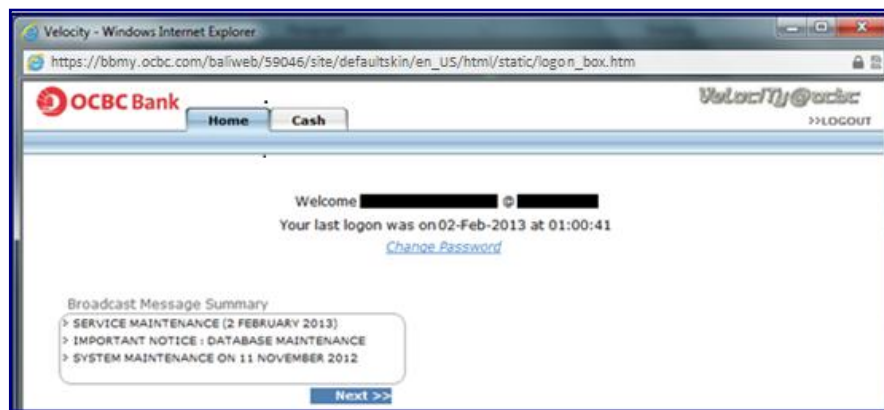 Velocity - Windows Internet Explorer
https://bbmy.ocbc.com/baliweb/59046/site/defaultskin/en_US/html/static/logon_box.htm
OCBC Bank
Velocity@ocbc
Home Cash
>>LOGOUT
Welcome @
Your last logon was on 02-Feb-2013 at 01:00:41
Change Password
Broadcast Message Summary
> SERVICE MAINTENANCE (2 FEBRUARY 2013)
> IMPORTANT NOTICE : DATABASE MAINTENANCE
> SYSTEM MAINTENANCE ON 11 NOVEMBER 2012
Next >>